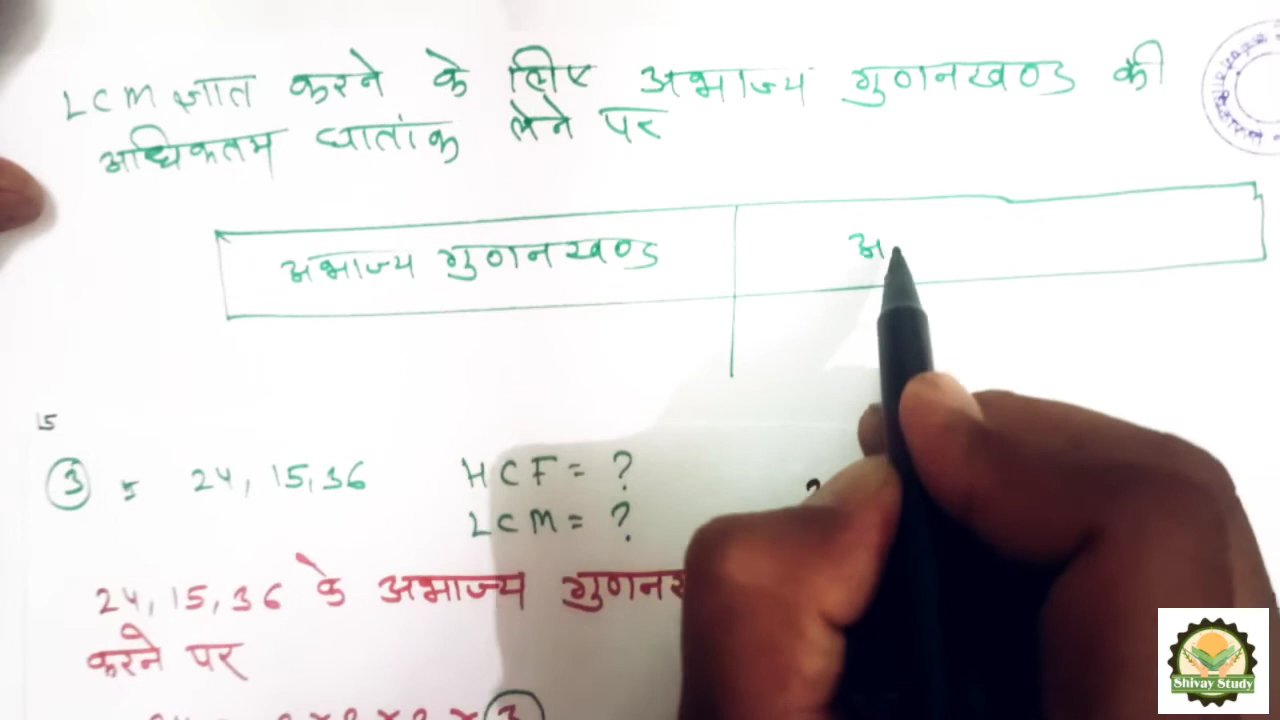 LCM ज्ञात करने के लिए अभाज्य गुणनखण्ड की
अधिकतम घातांक लेने पर
अभाज्य गुणनखण्ड
अ
15
3 24, 15, 36 HCF = ?
LCM = ?
24, 15, 36 के अभाज्य
करने पर
3
Shivay Study